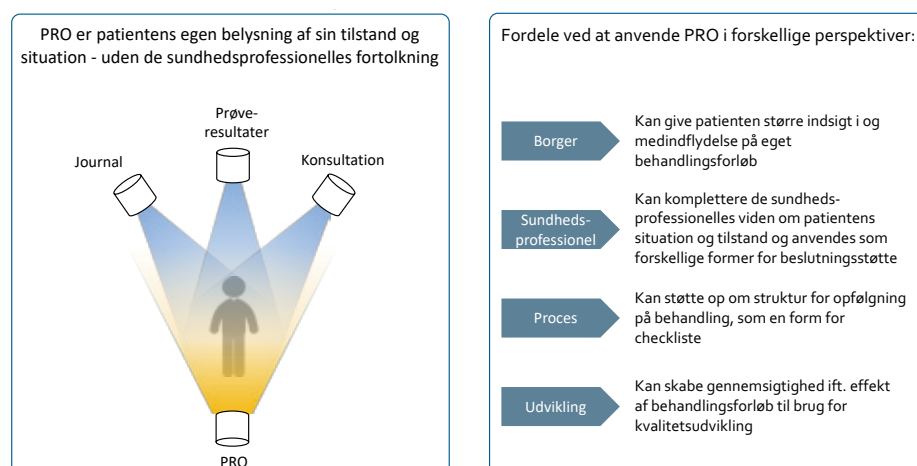 PRO er patientens egen belysning af sin tilstand og
situation - uden de sundhedsprofessionelles fortolkning
Prøve-
resultater
Journal
Konsultation
PRO
Fordele ved at anvende PRO i forskellige perspektiver:
Borger
Kan give patienten større indsigt i og
medindflydelse på eget
behandlingsforløb
Sundheds-
professionel
Kan komplettere de sundheds-
professionelles viden om patientens
situation og tilstand og anvendes som
forskellige former for beslutningsstøtte
Proces
Kan støtte op om struktur for opfølgning
på behandling, som en form for
checkliste
Udvikling
Kan skabe gennemsigtighed ift. effekt
af behandlingsforløb til brug for
kvalitetsudvikling